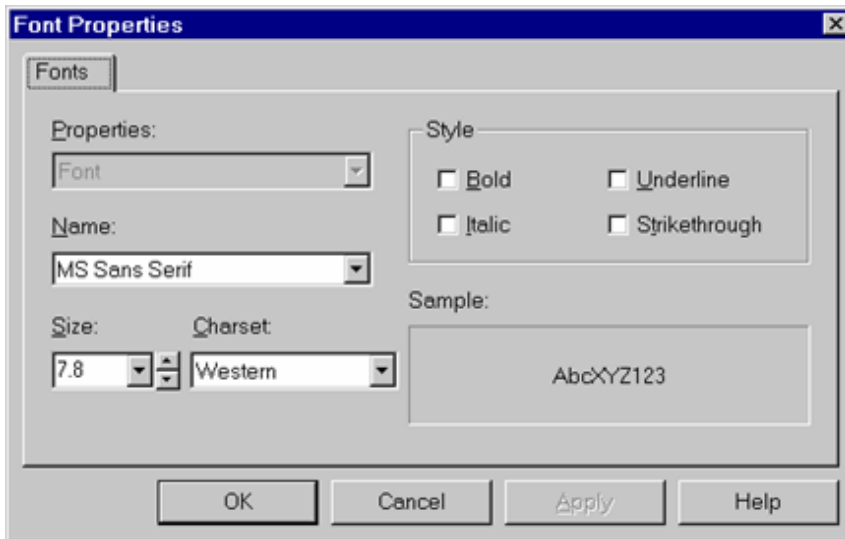 Font Properties
Fonts
Properties:
Font
Name:
MS Sans Serif
Size:
Charset:
7.8
Western
Style
Bold
Underline
Italic
Strikethrough
Sample:
AbcXYZ123
OK
Cancel
Apply
Help